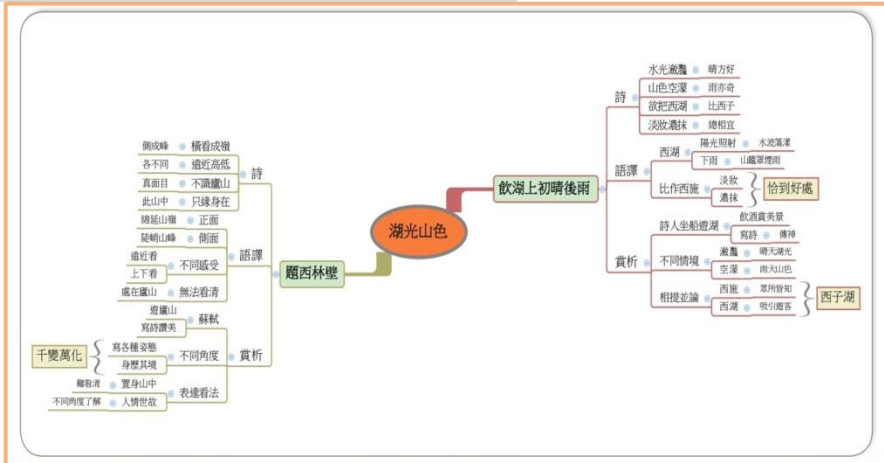 湖光山色
飲湖上初晴後雨
詩
水光瀲灩 晴方好
山色空濛 雨亦奇
欲把西湖 比西子
淡妝濃抹 總相宜
語譯
西湖
陽光照射 水波蕩漾
下雨 山籠罩煙雨
比作西施
淡妝
濃抹
恰到好處
賞析
詩人坐船遊湖
飲酒賞美景
寫詩 傳神
不同情境
瀲灩 晴天湖光
空濛 雨天山色
相提並論
西施 眾所皆知
西湖 吸引遊客
西子湖
題西林壁
詩
側成峰 橫看成嶺
各不同 遠近高低
真面目 不識廬山
此山中 只緣身在
語譯
綿延山嶺 正面
陡峭山峰 側面
不同感受
遠近看
上下看
處在廬山 無法看清
賞析
蘇軾
遊廬山
寫詩讚美
不同角度
寫各種姿態
身歷其境
千變萬化
表達看法
難看清 置身山中
不同角度了解 人情世故